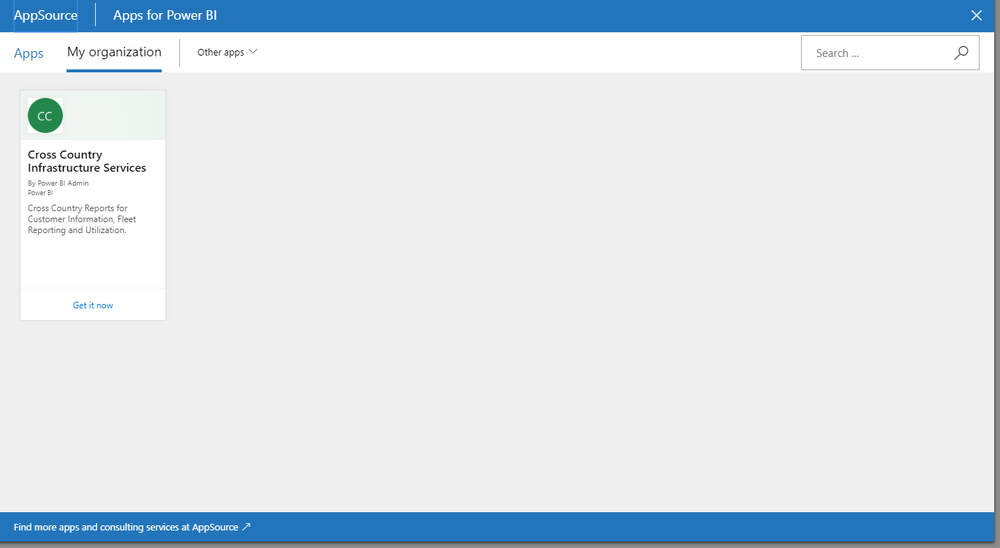 AppSource
Apps for Power BI
Apps
My organization
Other apps
Search ...
CC
Cross Country
Infrastructure Services
By Power BI Admin
Power BI
Cross Country Reports for
Customer Information, Fleet
Reporting and Utilization.
Get it now
Find more apps and consulting services at AppSource